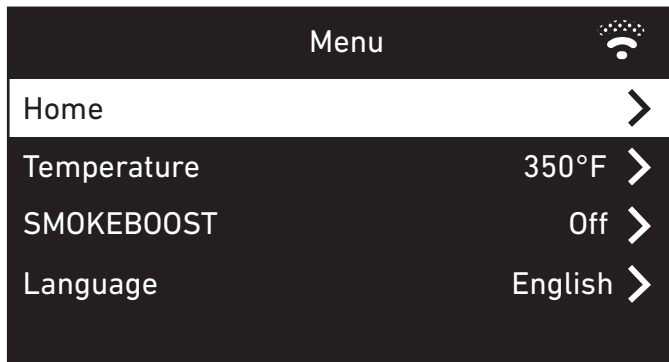 Menu
Home
Temperature 350°F
SMOKEBOOST Off
Language English